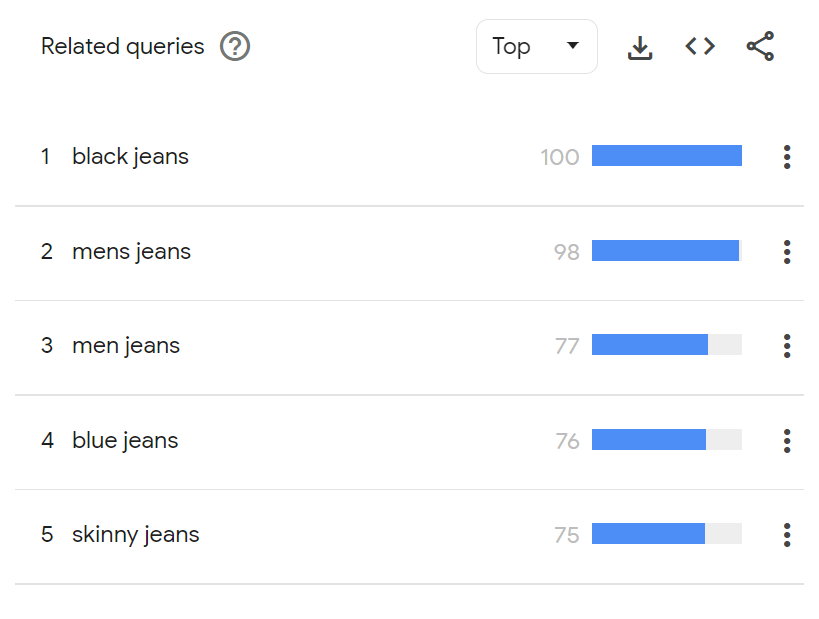 Related queries ? Top
1 black jeans 100
2 mens jeans 98
3 men jeans 77
4 blue jeans 76
5 skinny jeans 75